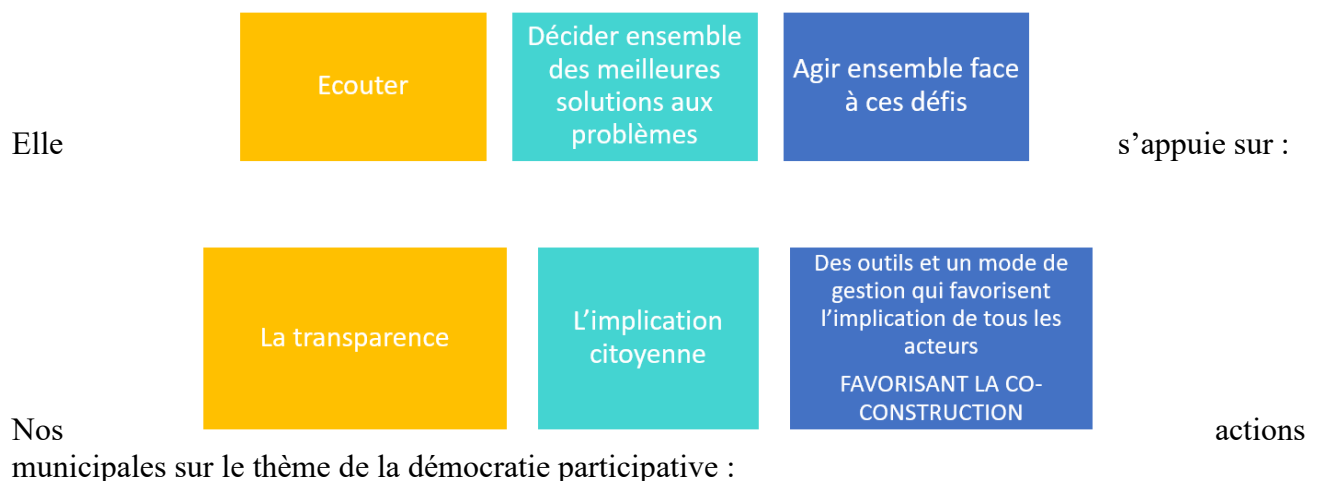 Ecouter
Décider ensemble
des meilleures
solutions aux
problèmes
Agir ensemble face
à ces défis
Elle s’appuie sur :
La transparence
L’implication
citoyenne
Des outils et un mode de
gestion qui favorisent
l’implication de tous les
acteurs
FAVORISANT LA CO-
CONSTRUCTION
Nos actions
municipales sur le thème de la démocratie participative :